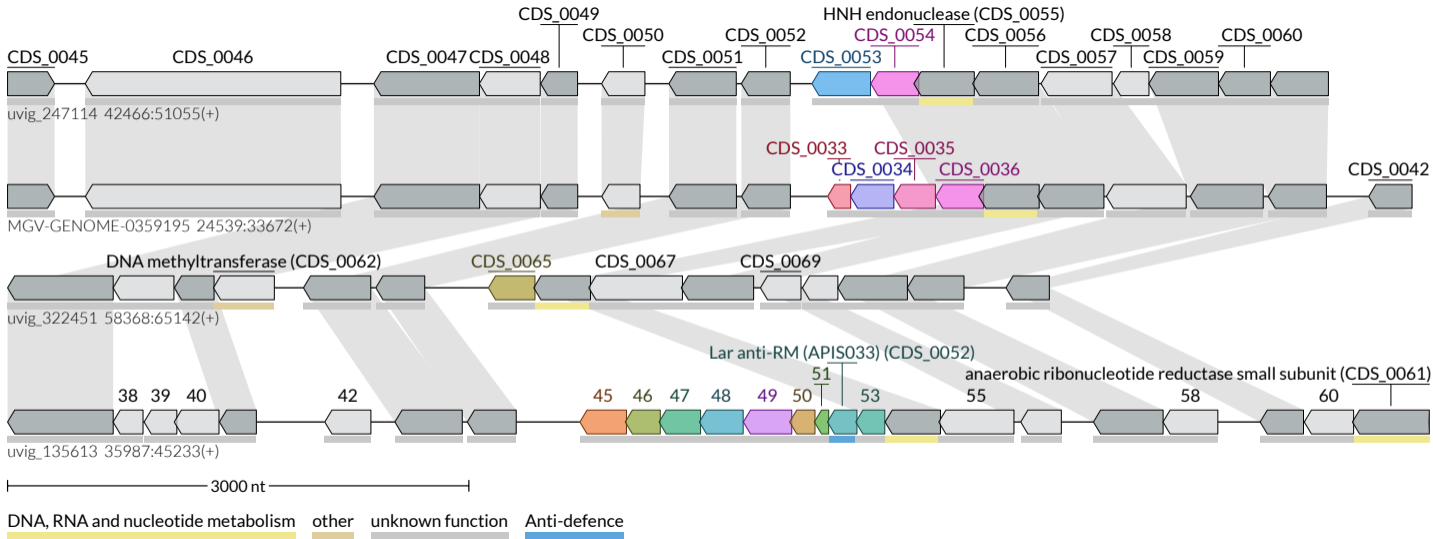 CDS_0049
HNH endonuclease (CDS_0055)
CDS_0050 CDS_0052 CDS_0054 CDS_0056 CDS_0058 CDS_0060
CDS_0045 CDS_0046 CDS_0047 CDS_0048 CDS_0051 CDS_0053 CDS_0057 CDS_0059
uvig_247114 42466:51055(+)
CDS_0033 CDS_0035
CDS_0034 CDS_0036 CDS_0042
MGV-GENOME-0359195 24539:33672(+)
DNA methyltransferase (CDS_0062) CDS_0065 CDS_0067 CDS_0069
uvig_322451 58368:65142(+)
Lar anti-RM (APIS033) (CDS_0052)
51 anaerobic ribonucleotide reductase small subunit (CDS_0061)
38 39 40 42 45 46 47 48 49 50 53 55 58 60
uvig_135613 35987:45233(+)
3000 nt
DNA, RNA and nucleotide metabolism other unknown function Anti-defence